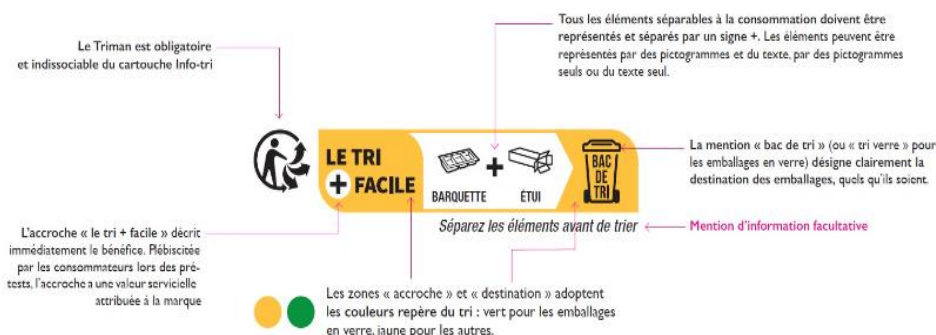 Tous les éléments séparables à la consommation doivent être
représentés et séparés par un signe +. Les éléments peuvent être
représentés par des pictogrammes et du texte, par des pictogrammes
seuls ou du texte seul.
Le Triman est obligatoire
et indissociable du cartouche Info-tri
LE TRI
+ FACILE
BARQUETTE
+
ÉTUI
BAC
DE
TRI
Séparez les éléments avant de trier
La mention « bac de tri » (ou « tri verre » pour
les emballages en verre) désigne clairement la
destination des emballages, quels qu'ils soient.
Mention d'information facultative
L'accroche « le tri + facile » décrit
immédiatement le bénéfice. Plébiscitée
par les consommateurs lors des pré-
tests, l'accroche a une valeur servicielle
attribuée à la marque
Les zones « accroche » et « destination » adoptent
les couleurs repère du tri : vert pour les emballages
en verre, jaune pour les autres.